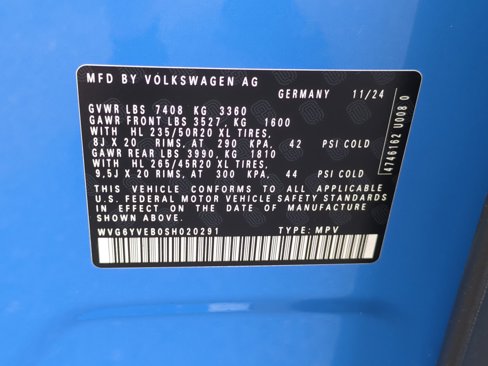 MFD BY VOLKSWAGEN AG
GERMANY 11/24
GVWR LBS 7408 KG 3360
GAWR FRONT LBS 3527 KG 1600
WITH HL 235/50R20 XL TIRES,
8J X 20 RIMS, AT 290 KPA, 42 PSI COLD
GAWR REAR LBS 3990, KG 1810
WITH HL 265/45R20 XL TIRES,
9,5J X 20 RIMS, AT 300 KPA, 44 PSI COLD
THIS VEHICLE CONFORMS TO ALL APPLICABLE
U.S. FEDERAL MOTOR VEHICLE SAFETY STANDARDS
IN EFFECT ON THE DATE OF MANUFACTURE
SHOWN ABOVE.
WVG6YVEB0SH020291 TYPE: MPV
4746162 U008 0